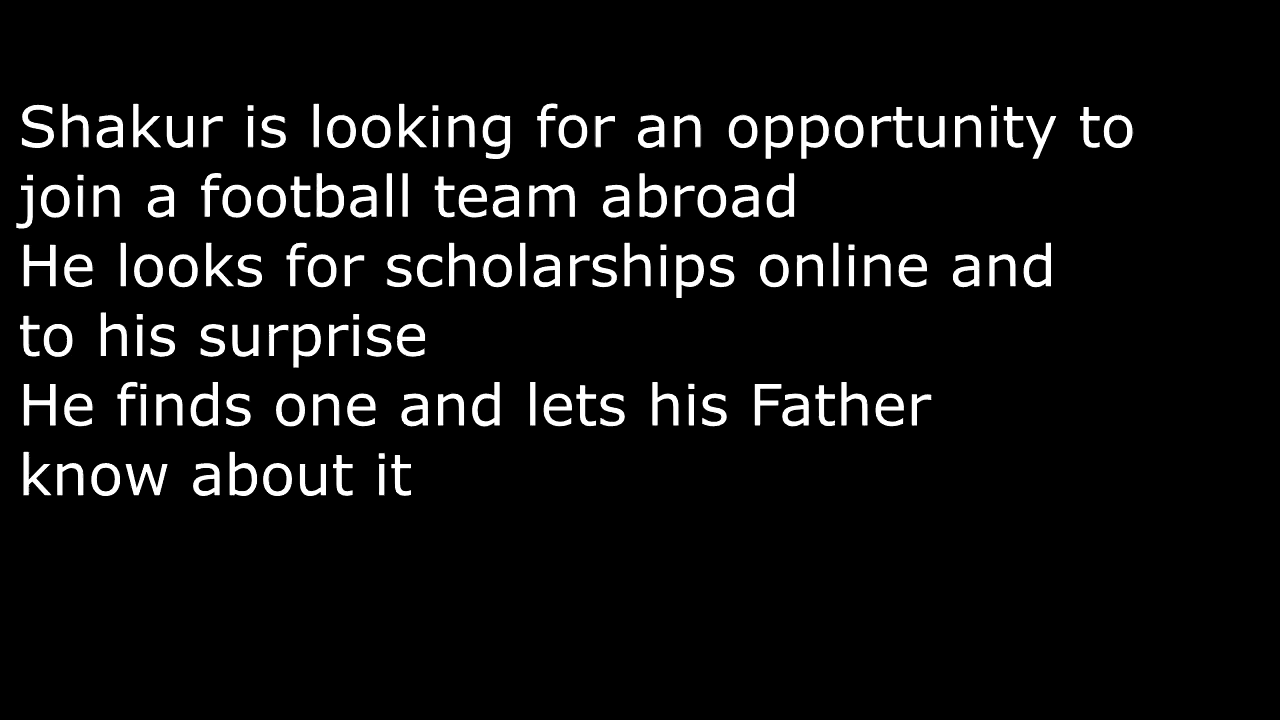 Shakur is looking for an opportunity to
join a football team abroad
He looks for scholarships online and
to his surprise
He finds one and lets his Father
know about it